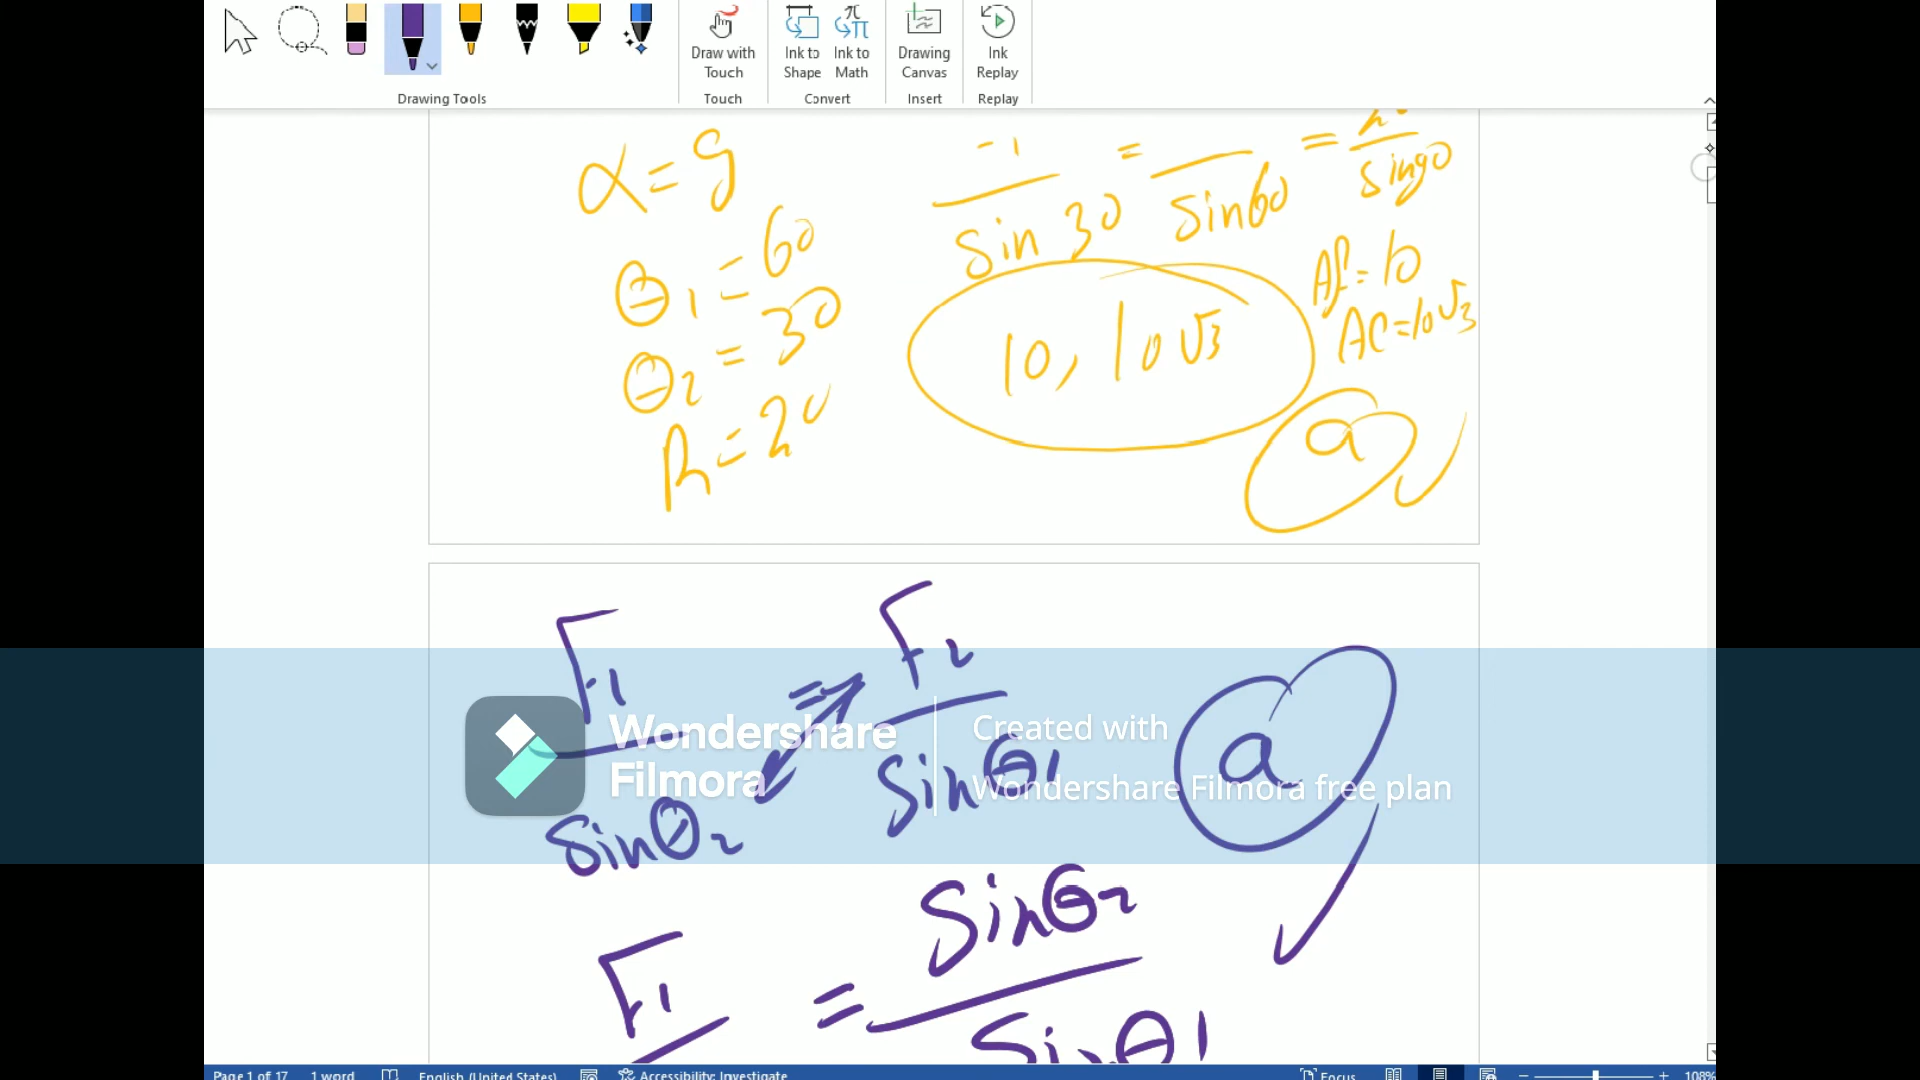 Draw with Touch
Ink to Shape
Ink to Math
Drawing Canvas
Ink Replay
Drawing Tools
Touch
Convert
Insert
Replay
α = 9
θ1 = 60
θ2 = 30
R = 20
-1 / sin 30 = / sin60 = / sin90
AB = 10
AC = 10√3
10, 10√3
a
F1 / sinθ2 = F2 / sinθ1
a
F1 = sinθ2 / sinθ1
Wondershare Filmora
Created with
Wondershare Filmora free plan
Page 1 of 17 1 word English (United States) Accessibility: Investigate Focus 108%